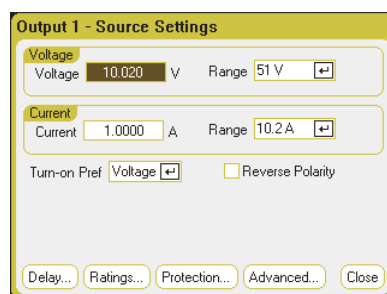 Output 1 - Source Settings
Voltage
Voltage 10.020 V Range 51 V
Current
Current 1.0000 A Range 10.2 A
Turn-on Pref Voltage Reverse Polarity
Delay... Ratings... Protection... Advanced... Close